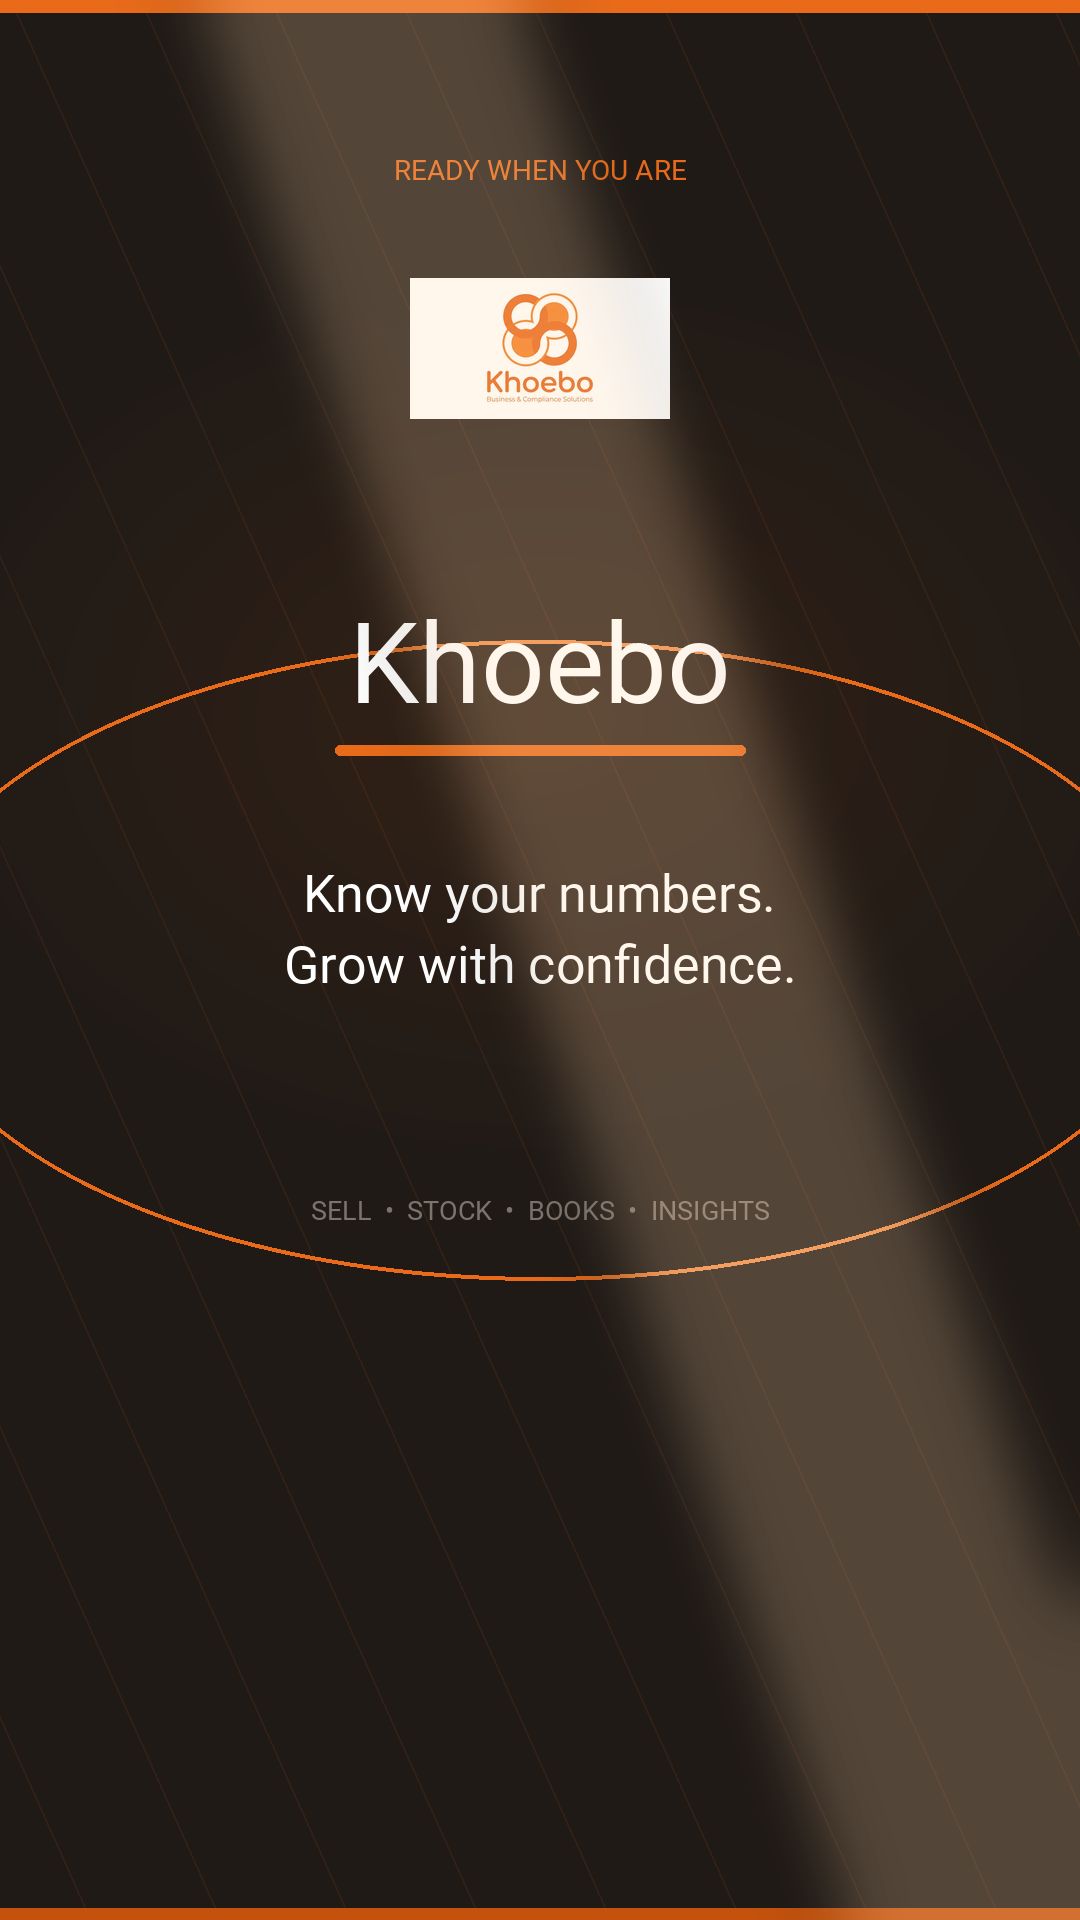 READY WHEN YOU ARE
Khoebo
Business & Compliance Solutions
Khoebo
Know your numbers.
Grow with confidence.
SELL • STOCK • BOOKS • INSIGHTS